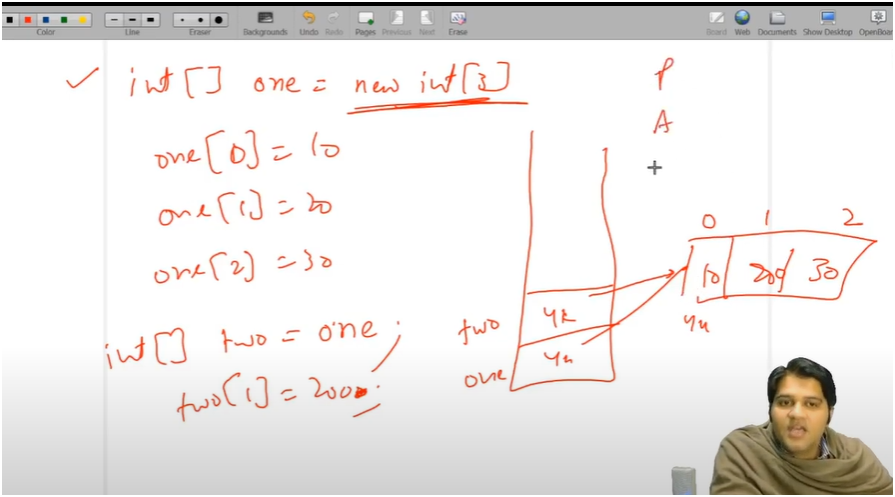 Color Line Eraser Backgrounds Undo Redo Pages Previous Next Erase Board Web Documents Show Desktop OpenBoar
int[] one = new int[3]
one[0] = 10
one[1] = 20
one[2] = 30
int[] two = one;
two[1] = 200;
P
A
0 1 2
10 200 30
4k
two 4k
one 4k